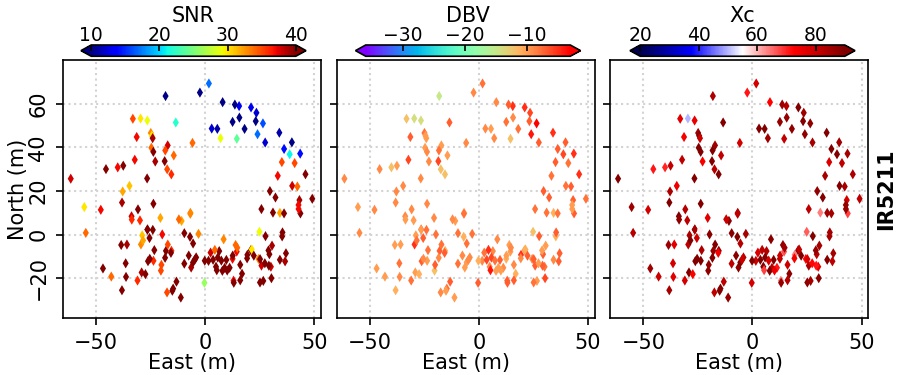 SNR DBV Xc
10 20 30 40 −30 −20 −10 20 40 60 80
60
40
20
0
−20
North (m)
−50 0 50 −50 0 50 −50 0 50
East (m) East (m) East (m)
IR5211